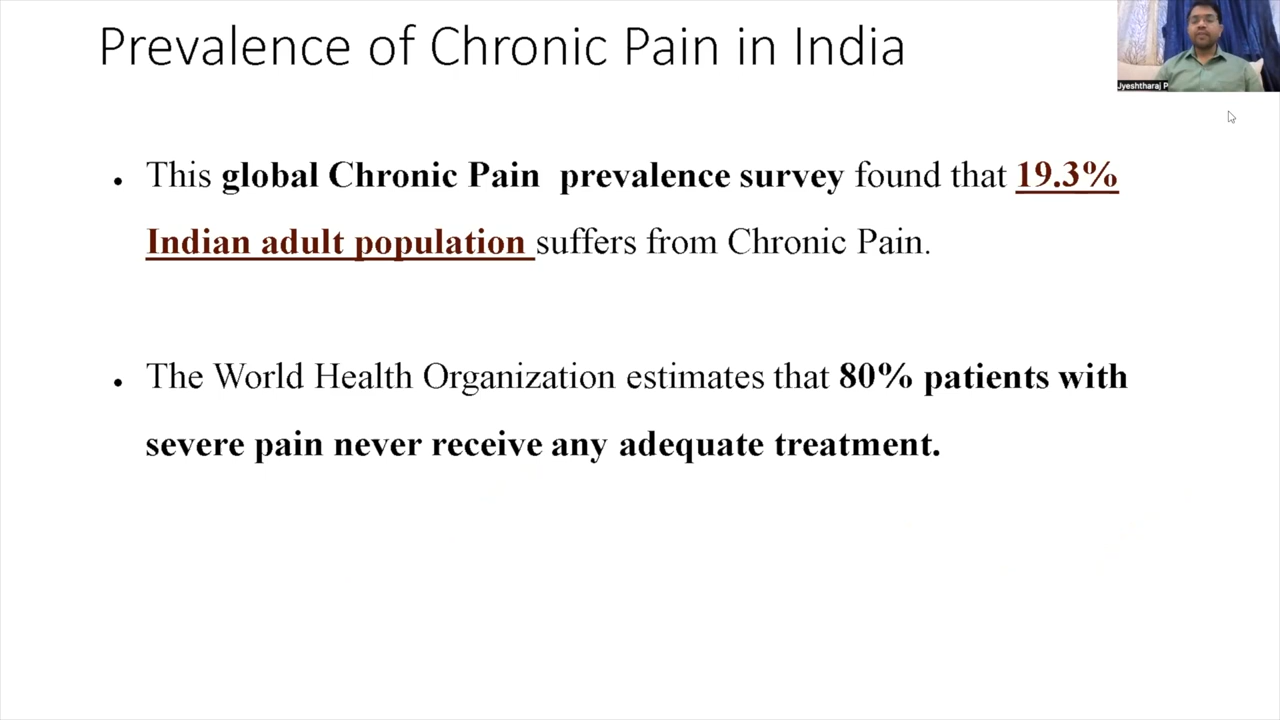 Prevalence of Chronic Pain in India
Jyeshtharaj P
• This global Chronic Pain prevalence survey found that 19.3%
Indian adult population suffers from Chronic Pain.
• The World Health Organization estimates that 80% patients with
severe pain never receive any adequate treatment.